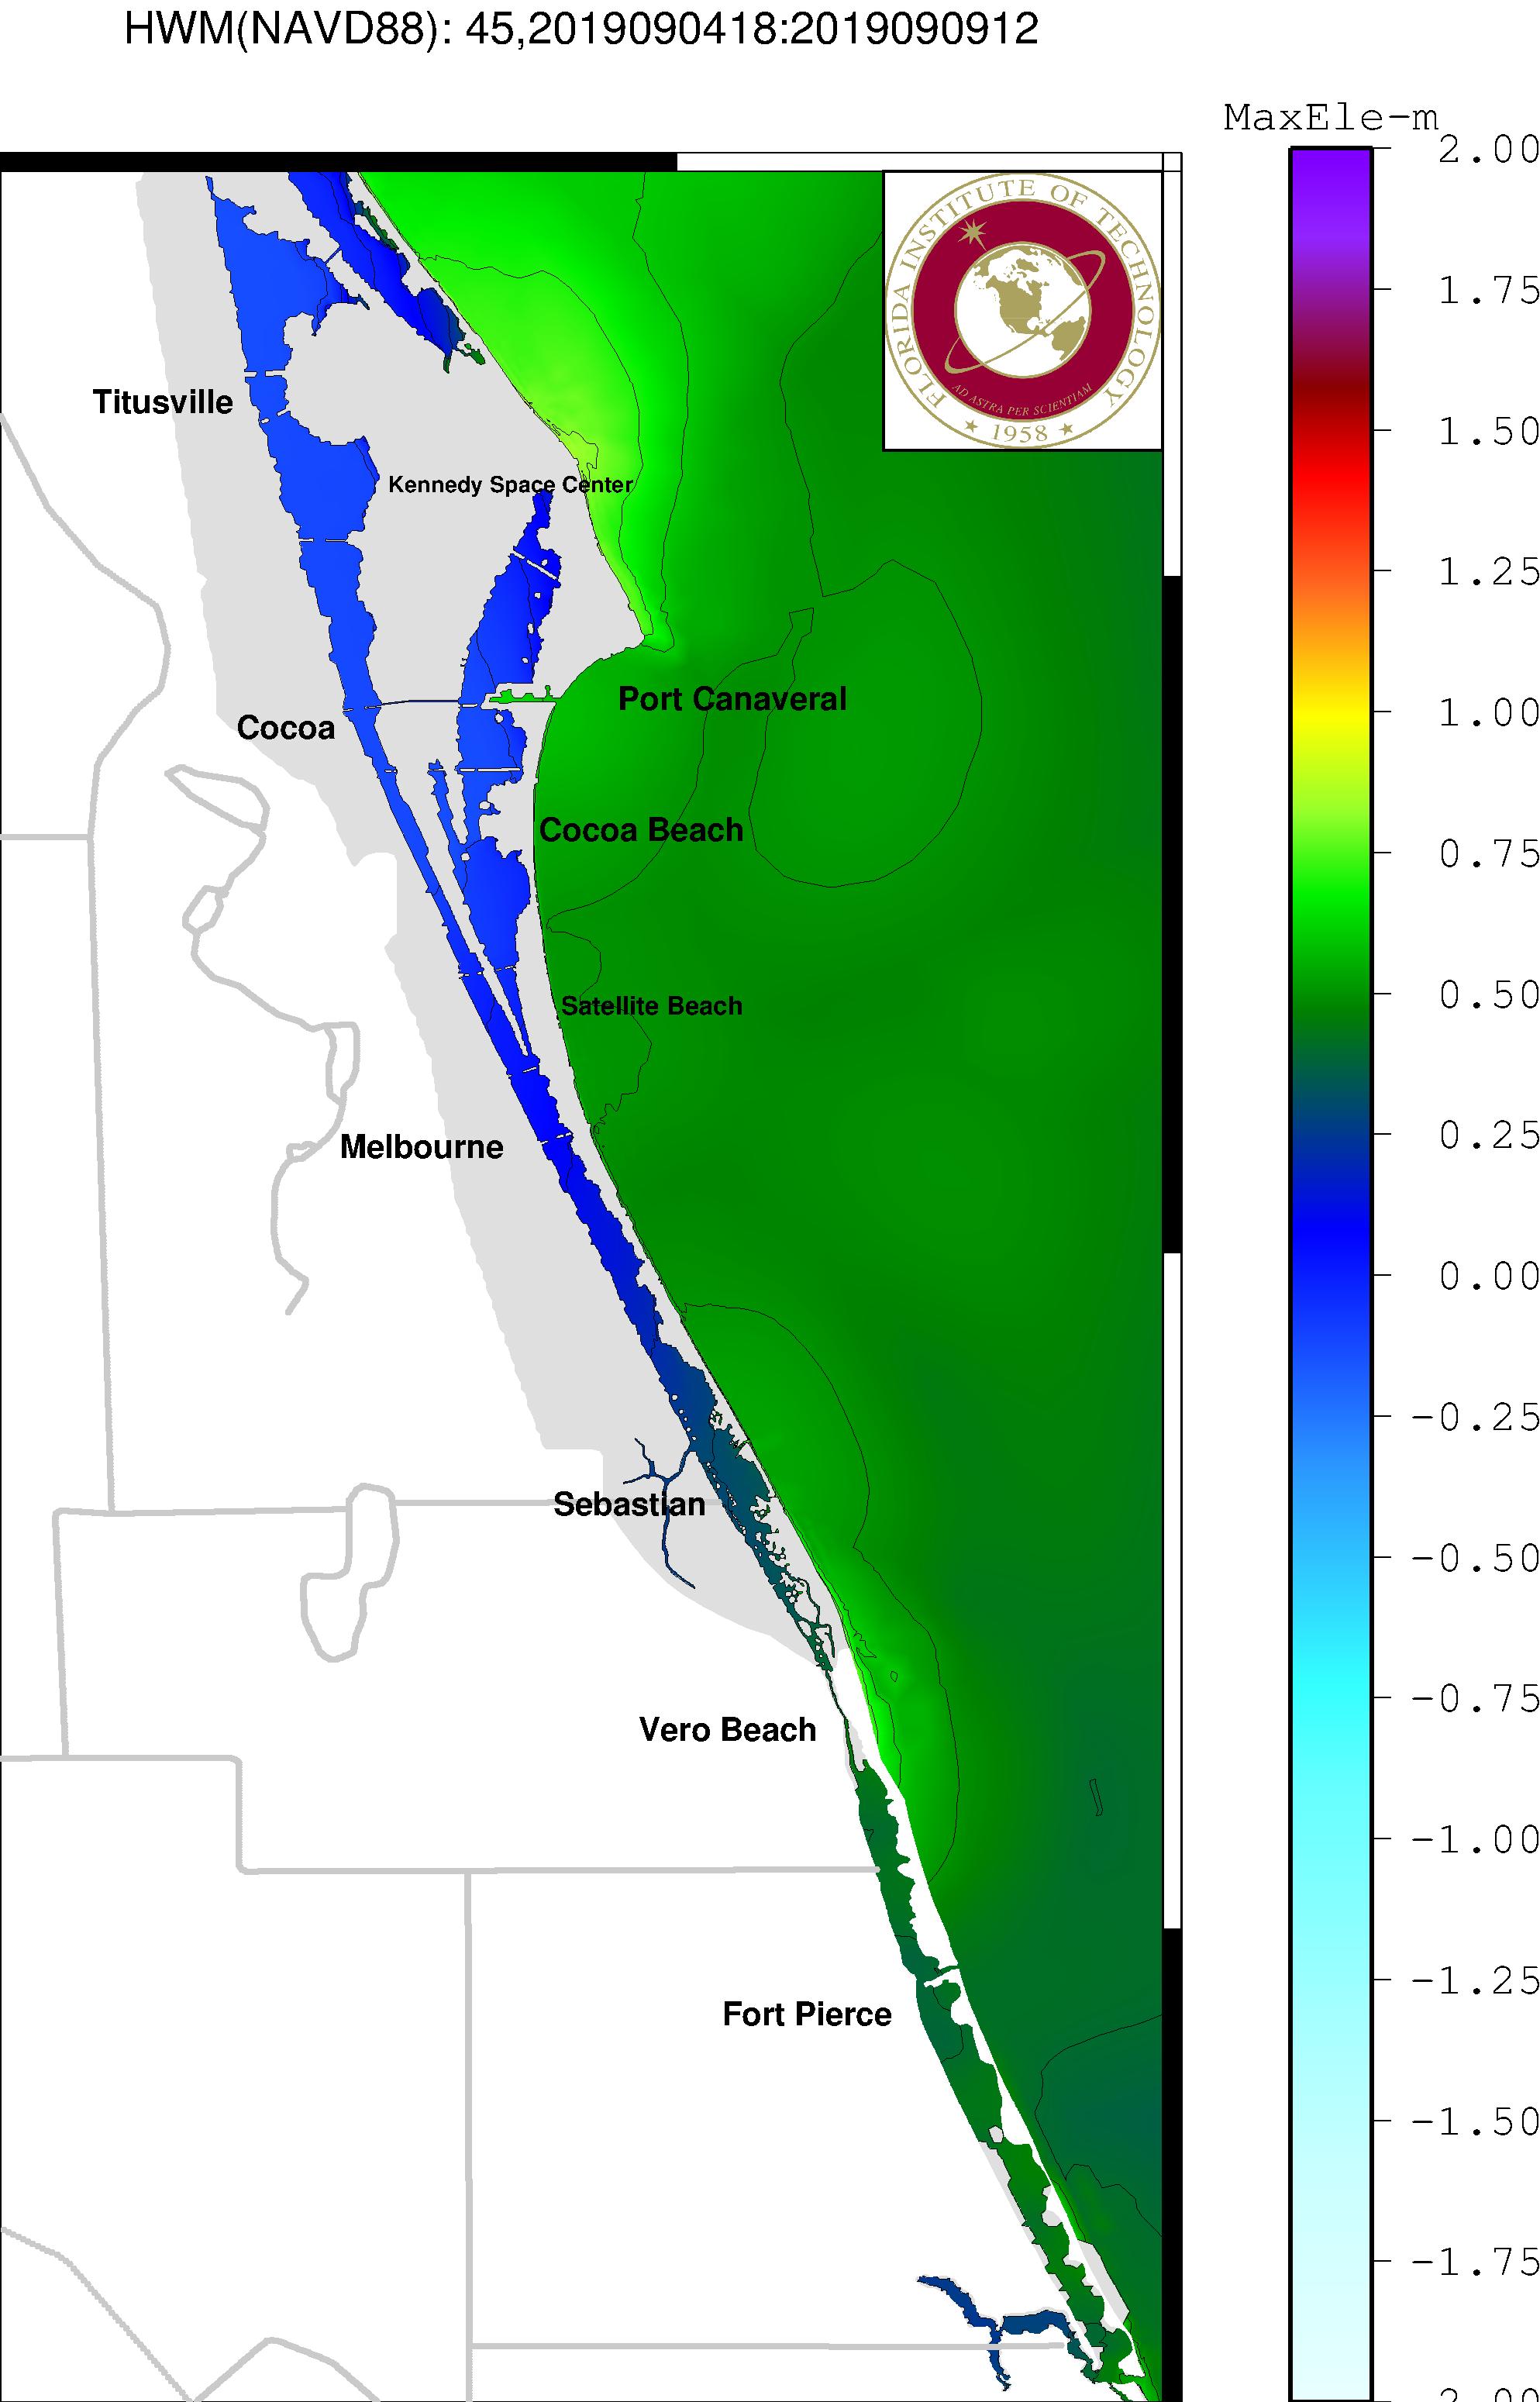 HWM(NAVD88): 45,2019090418:2019090912
MaxEle-m
2.00
1.75
1.50
1.25
1.00
0.75
0.50
0.25
0.00
-0.25
-0.50
-0.75
-1.00
-1.25
-1.50
-1.75
-2.00
FLORIDA INSTITUTE OF TECHNOLOGY
AD ASTRA PER SCIENTIAM
1958
Titusville
Kennedy Space Center
Port Canaveral
Cocoa
Cocoa Beach
Satellite Beach
Melbourne
Sebastian
Vero Beach
Fort Pierce